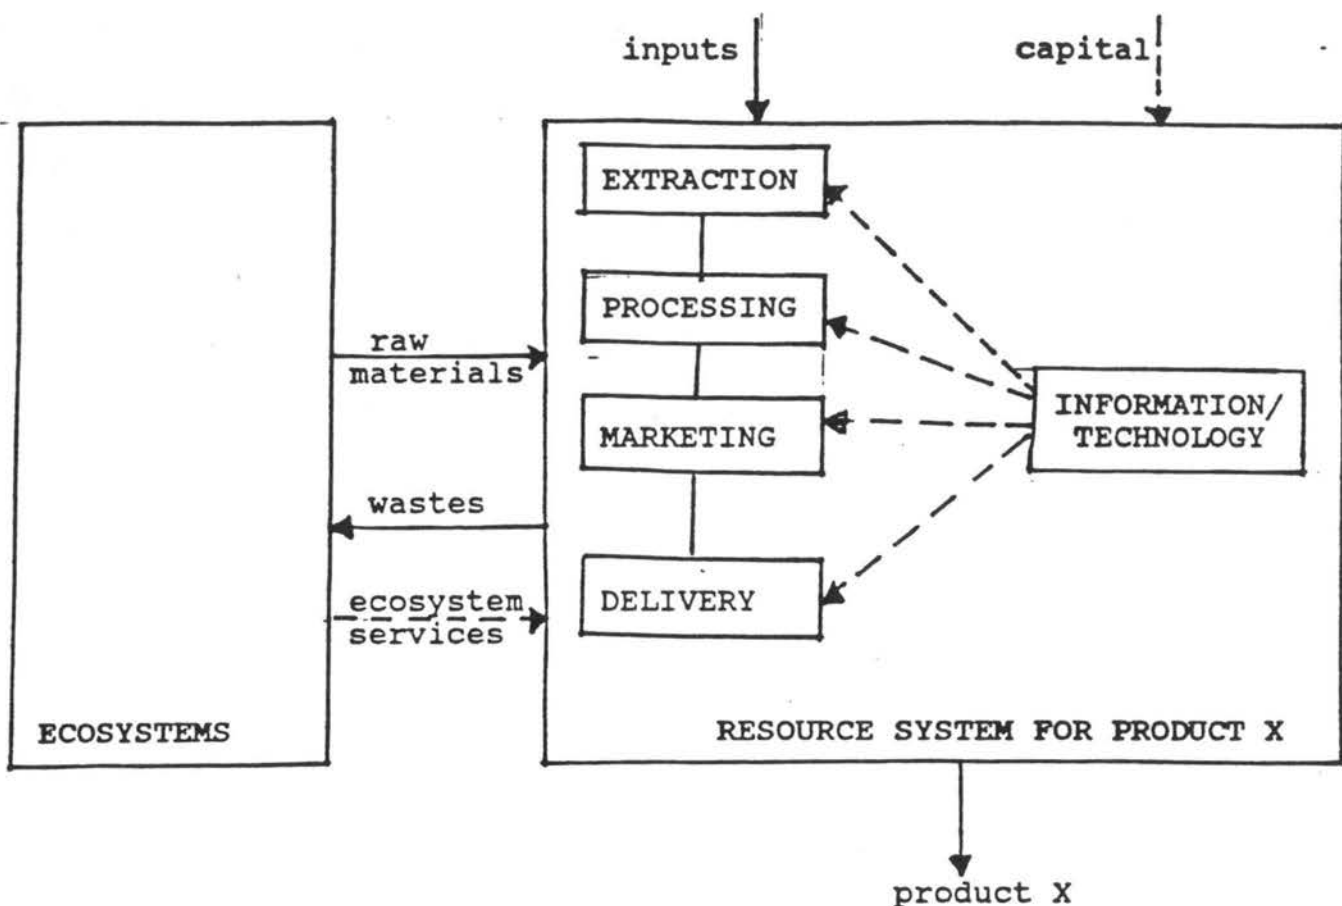 inputs
capital
EXTRACTION
PROCESSING
raw
materials
MARKETING
INFORMATION/
TECHNOLOGY
wastes
ecosystem
services
DELIVERY
ECOSYSTEMS
RESOURCE SYSTEM FOR PRODUCT X
product X